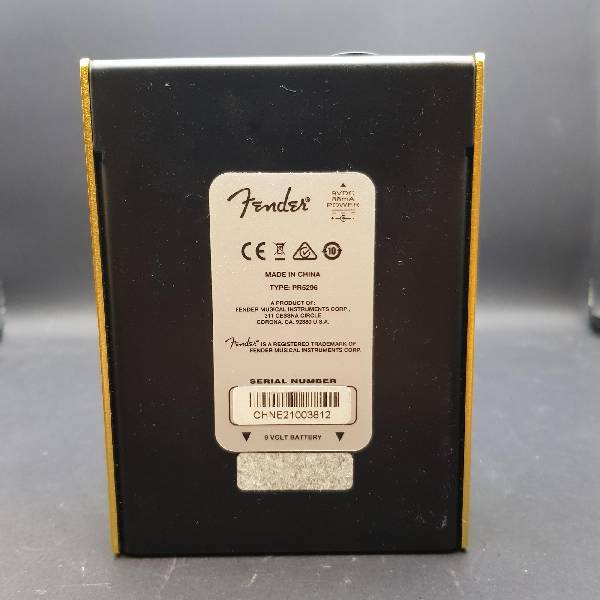 Fender®
9VDC
85mA
POWER
CE
10
MADE IN CHINA
TYPE: PR5296
A PRODUCT OF:
FENDER MUSICAL INSTRUMENTS CORP.,
311 CESSNA CIRCLE
CORONA, CA. 92880 U.S.A.
Fender® IS A REGISTERED TRADEMARK OF
FENDER MUSICAL INSTRUMENTS CORP.
SERIAL NUMBER
CHNE21003812
9 VOLT BATTERY